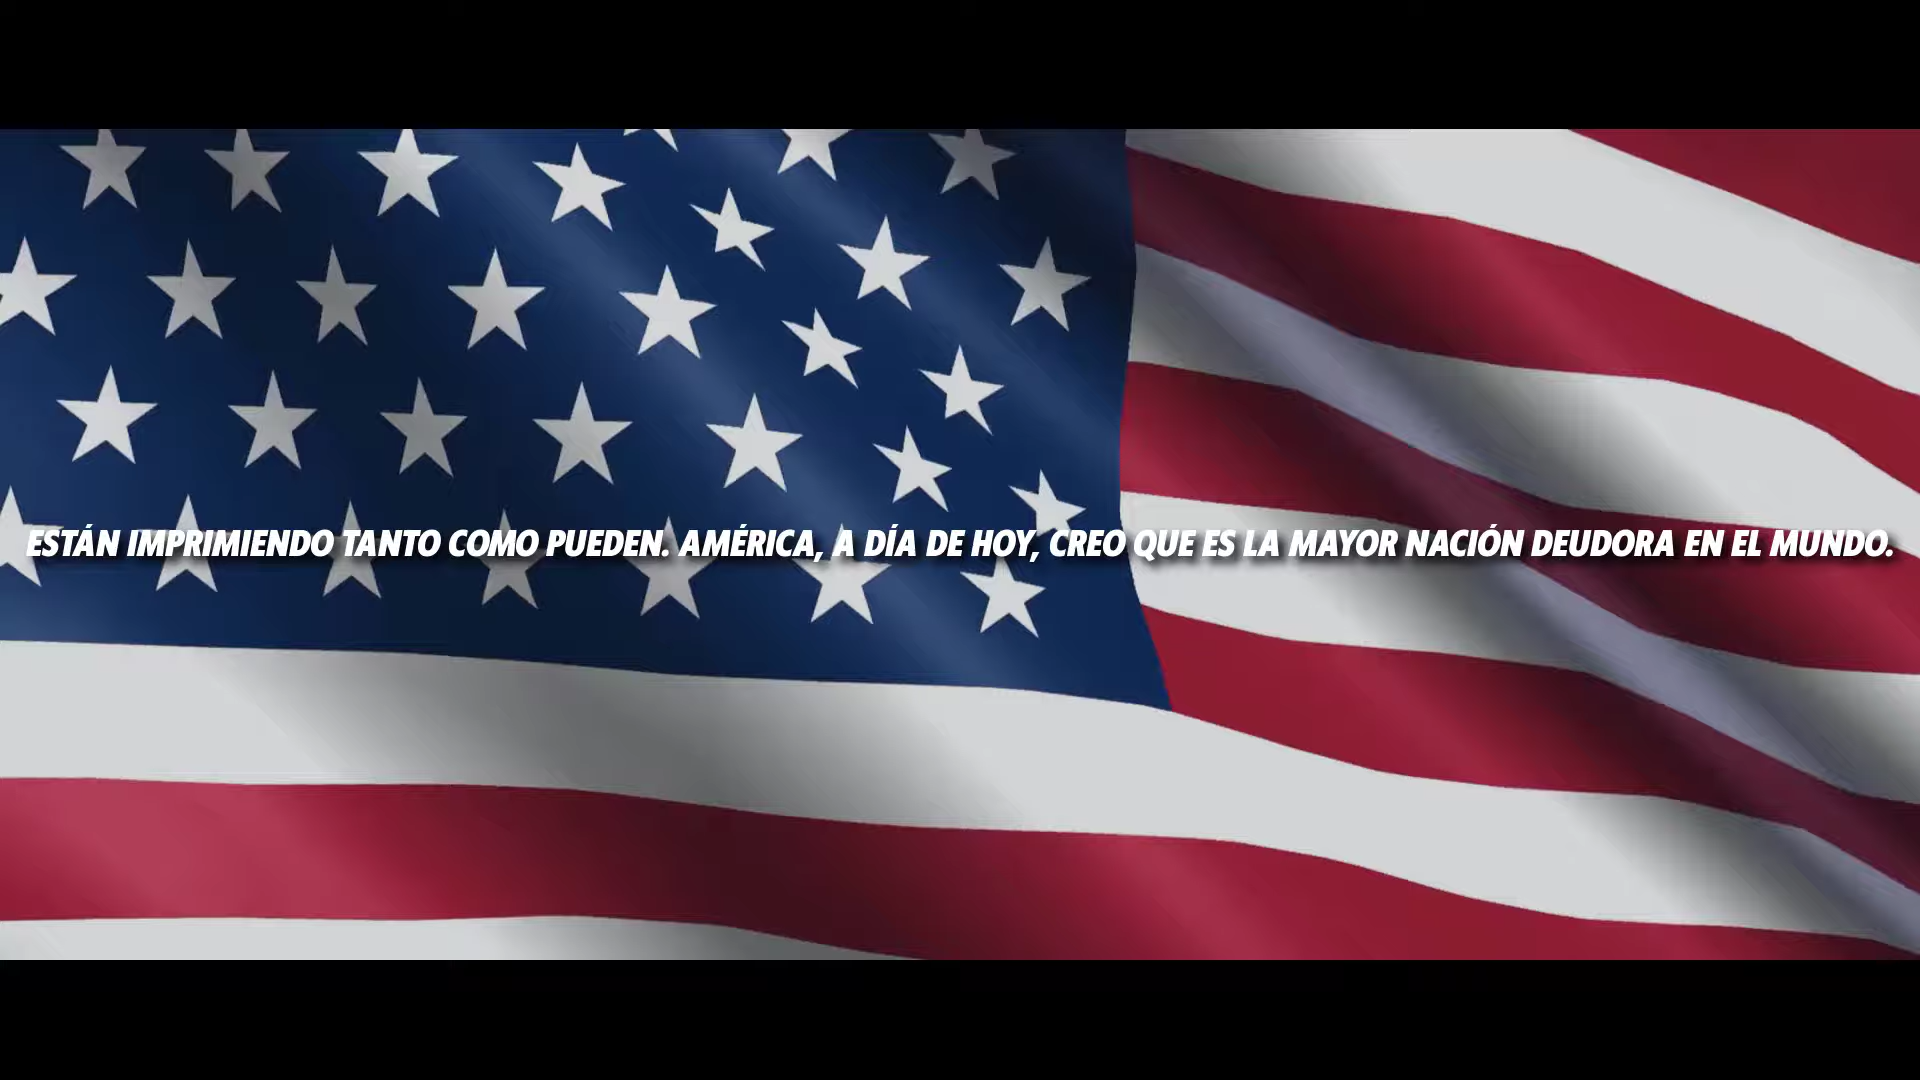 ESTÁN IMPRIMIENDO TANTO COMO PUEDEN. AMÉRICA, A DÍA DE HOY, CREO QUE ES LA MAYOR NACIÓN DEUDORA EN EL MUNDO.